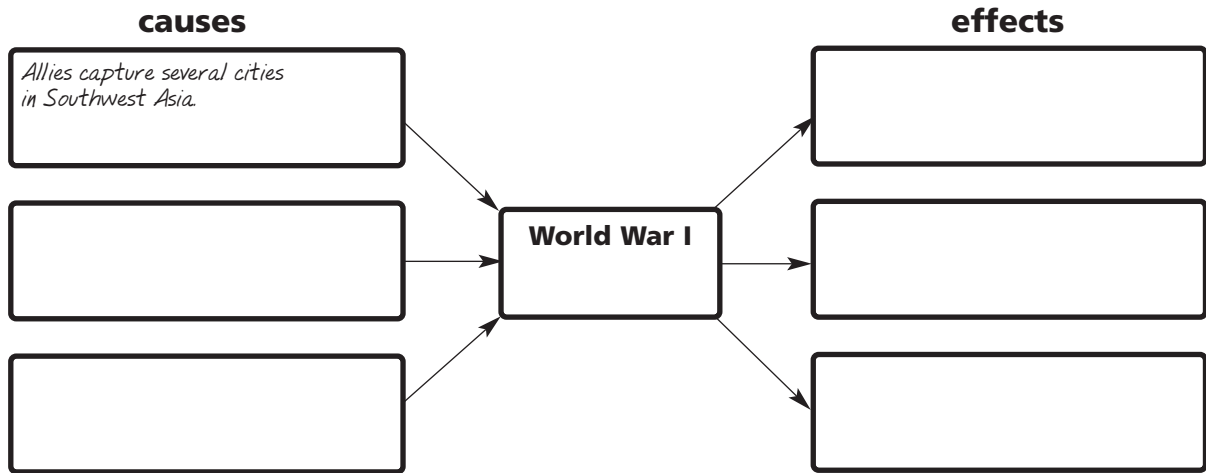 causes
effects
Allies capture several cities
in Southwest Asia.
World War I